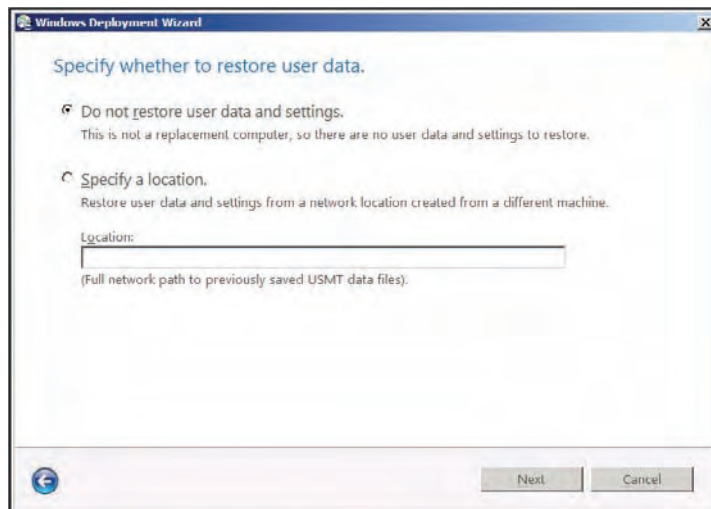 Windows Deployment Wizard
Specify whether to restore user data.
Do not restore user data and settings.
This is not a replacement computer, so there are no user data and settings to restore.
Specify a location.
Restore user data and settings from a network location created from a different machine.
Location:
(Full network path to previously saved USMT data files).
Next
Cancel